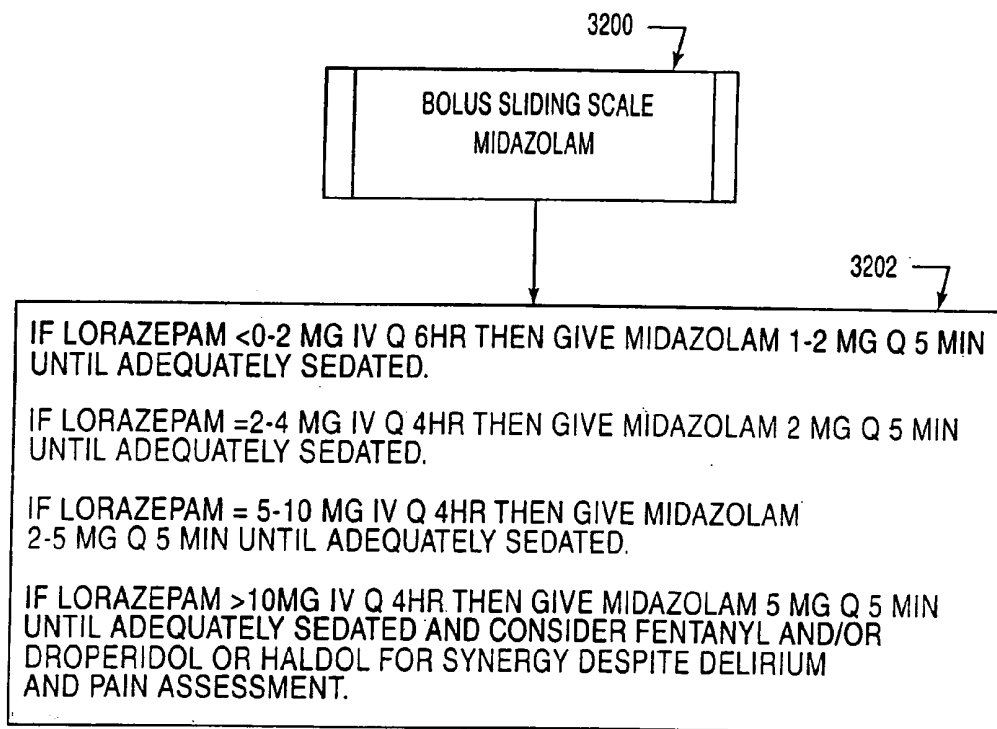 3200
BOLUS SLIDING SCALE
MIDAZOLAM
3202
IF LORAZEPAM <0-2 MG IV Q 6HR THEN GIVE MIDAZOLAM 1-2 MG Q 5 MIN
UNTIL ADEQUATELY SEDATED.
IF LORAZEPAM =2-4 MG IV Q 4HR THEN GIVE MIDAZOLAM 2 MG Q 5 MIN
UNTIL ADEQUATELY SEDATED.
IF LORAZEPAM = 5-10 MG IV Q 4HR THEN GIVE MIDAZOLAM
2-5 MG Q 5 MIN UNTIL ADEQUATELY SEDATED.
IF LORAZEPAM >10MG IV Q 4HR THEN GIVE MIDAZOLAM 5 MG Q 5 MIN
UNTIL ADEQUATELY SEDATED AND CONSIDER FENTANYL AND/OR
DROPERIDOL OR HALDOL FOR SYNERGY DESPITE DELIRIUM
AND PAIN ASSESSMENT.